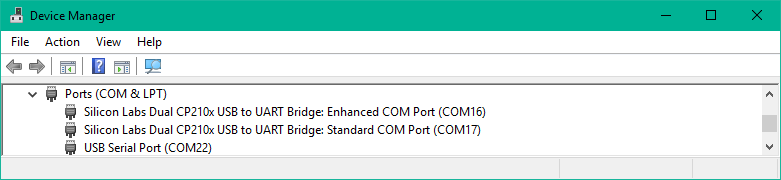 Device Manager
File Action View Help
Ports (COM & LPT)
Silicon Labs Dual CP210x USB to UART Bridge: Enhanced COM Port (COM16)
Silicon Labs Dual CP210x USB to UART Bridge: Standard COM Port (COM17)
USB Serial Port (COM22)